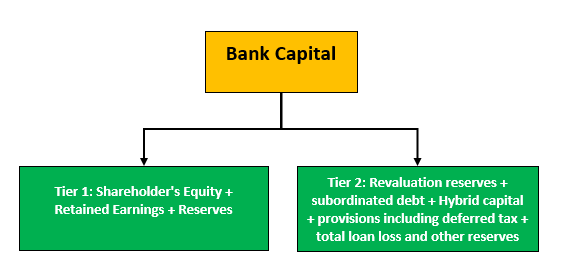 Bank Capital
Tier 1: Shareholder's Equity +
Retained Earnings + Reserves
Tier 2: Revaluation reserves +
subordinated debt + Hybrid capital
+ provisions including deferred tax +
total loan loss and other reserves